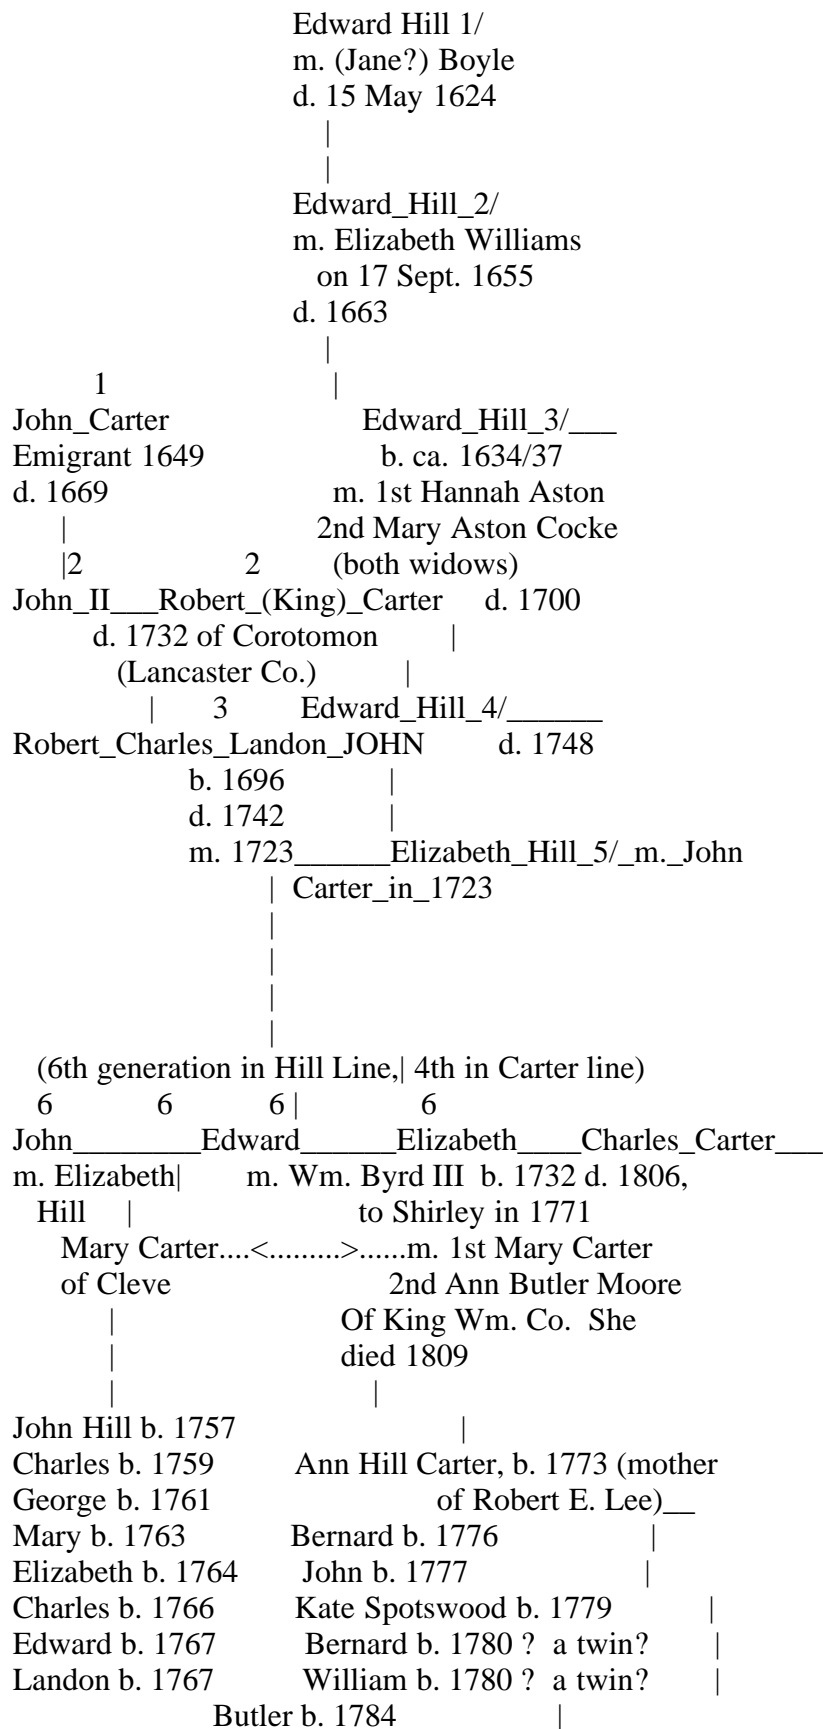 Edward Hill 1/
m. (Jane?) Boyle
d. 15 May 1624
|
|
Edward_Hill_2/
m. Elizabeth Williams
on 17 Sept. 1655
d. 1663
|
1 |
John_Carter Edward_Hill_3/___
Emigrant 1649 b. ca. 1634/37
d. 1669 m. 1st Hannah Aston
| 2nd Mary Aston Cocke
|2 2 (both widows)
John_II___Robert_(King)_Carter d. 1700
d. 1732 of Corotomon |
(Lancaster Co.) |
| 3 Edward_Hill_4/______
Robert_Charles_Landon_JOHN d. 1748
b. 1696 |
d. 1742 |
m. 1723______Elizabeth_Hill_5/_m._John
| Carter_in_1723
|
|
|
|
(6th generation in Hill Line,| 4th in Carter line)
6 6 6 | 6
John________Edward______Elizabeth____Charles_Carter___
m. Elizabeth| m. Wm. Byrd III b. 1732 d. 1806,
Hill | to Shirley in 1771
Mary Carter....<.........>......m. 1st Mary Carter
of Cleve 2nd Ann Butler Moore
| Of King Wm. Co. She
| died 1809
| |
John Hill b. 1757 |
Charles b. 1759 Ann Hill Carter, b. 1773 (mother
George b. 1761 of Robert E. Lee)__
Mary b. 1763 Bernard b. 1776 |
Elizabeth b. 1764 John b. 1777 |
Charles b. 1766 Kate Spotswood b. 1779 |
Edward b. 1767 Bernard b. 1780 ? a twin? |
Landon b. 1767 William b. 1780 ? a twin? |
Butler b. 1784 |